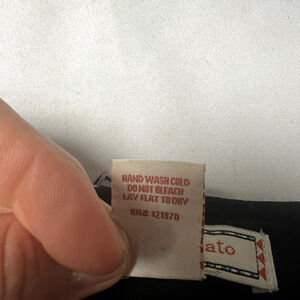 HAND WASH COLD
DO NOT BLEACH
LAY FLAT TO DRY
RN# 121970
ato